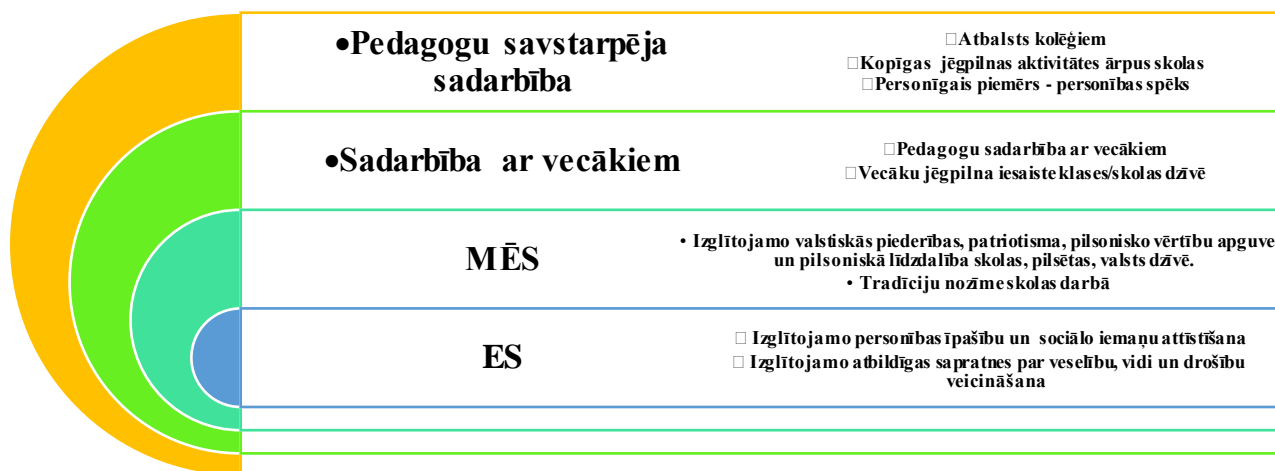 •Pedagogu savstarpēja
sadarbība
□Atbalsts kolēģiem
□Kopīgas jēgpilnas aktivitātes ārpus skolas
□Personīgais piemērs - personības spēks
•Sadarbība ar vecākiem
□Pedagogu sadarbība ar vecākiem
□Vecāku jēgpilna iesaiste klases/skolas dzīvē
MĒS
• Izglītojamo valstiskās piederības, patriotisma, pilsonisko vērtību apguve
un pilsoniskā līdzdalība skolas, pilsētas, valsts dzīvē.
• Tradīciju nozīme skolas darbā
ES
□ Izglītojamo personības īpašību un sociālo iemaņu attīstīšana
□ Izglītojamo atbildīgas sapratnes par veselību, vidi un drošību
veicināšana